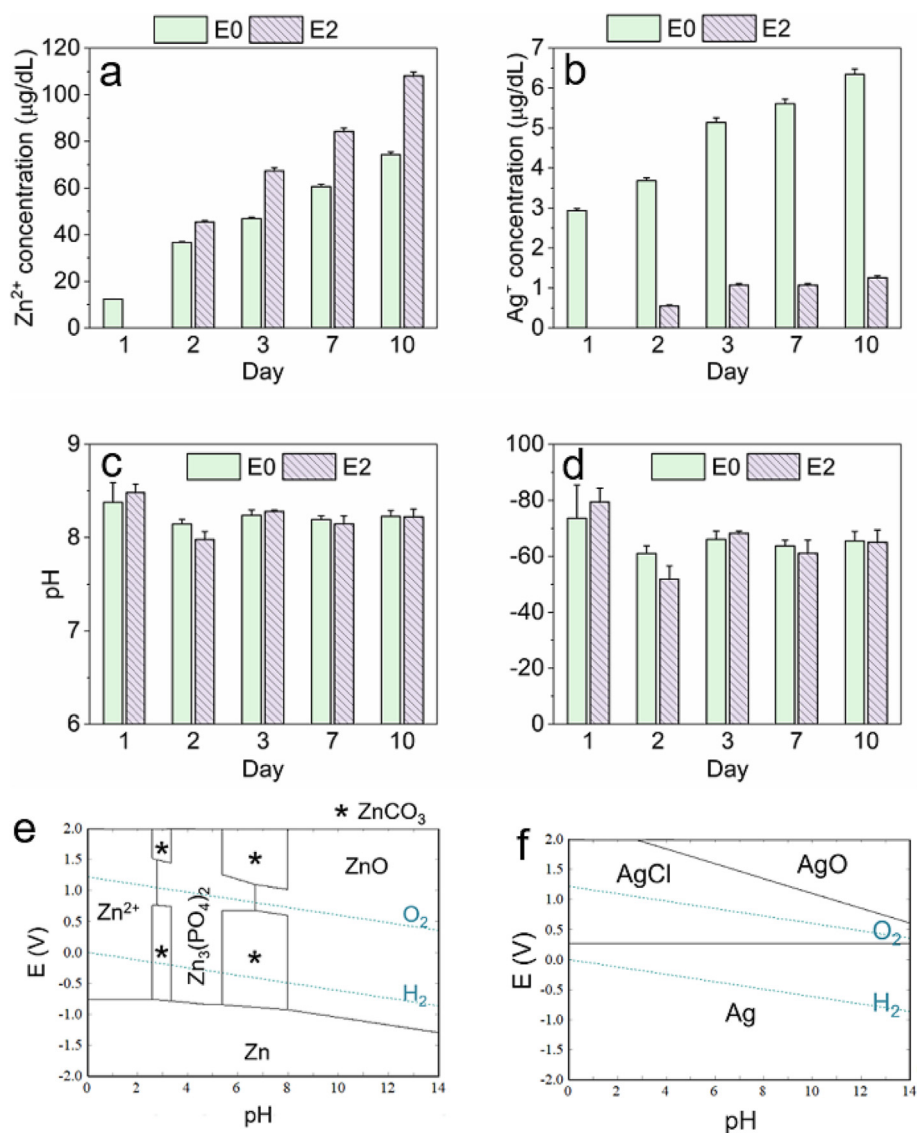 E0 E2
a
Zn²⁺ concentration (μg/dL)
120
100
80
60
40
20
0
1 2 3 7 10
Day
E0 E2
b
Ag⁺ concentration (μg/dL)
7
6
5
4
3
2
1
0
1 2 3 7 10
Day
c
E0 E2
pH
9
8
7
6
1 2 3 7 10
Day
d
E0 E2
100
-80
-60
-40
-20
0
1 2 3 7 10
Day
e
* ZnCO₃
E (V)
2.0
1.5
1.0
0.5
0.0
-0.5
-1.0
-1.5
-2.0
Zn²⁺
*
*
Zn₃(PO₄)₂
*
*
ZnO
O₂
H₂
Zn
0 2 4 6 8 10 12 14
pH
f
E (V)
2.0
1.5
1.0
0.5
0.0
-0.5
-1.0
-1.5
-2.0
AgCl
AgO
O₂
H₂
Ag
0 2 4 6 8 10 12 14
pH